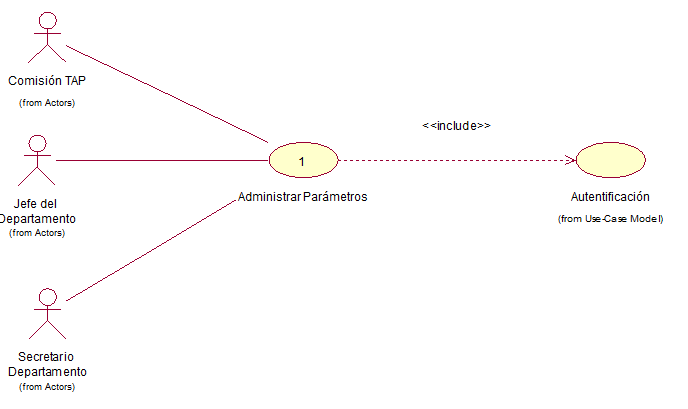 Comisión TAP
(from Actors)
<<include>>
1
Jefe del
Departamento
(from Actors)
Administrar Parámetros
Autentificación
(from Use-Case Model)
Secretario
Departamento
(from Actors)